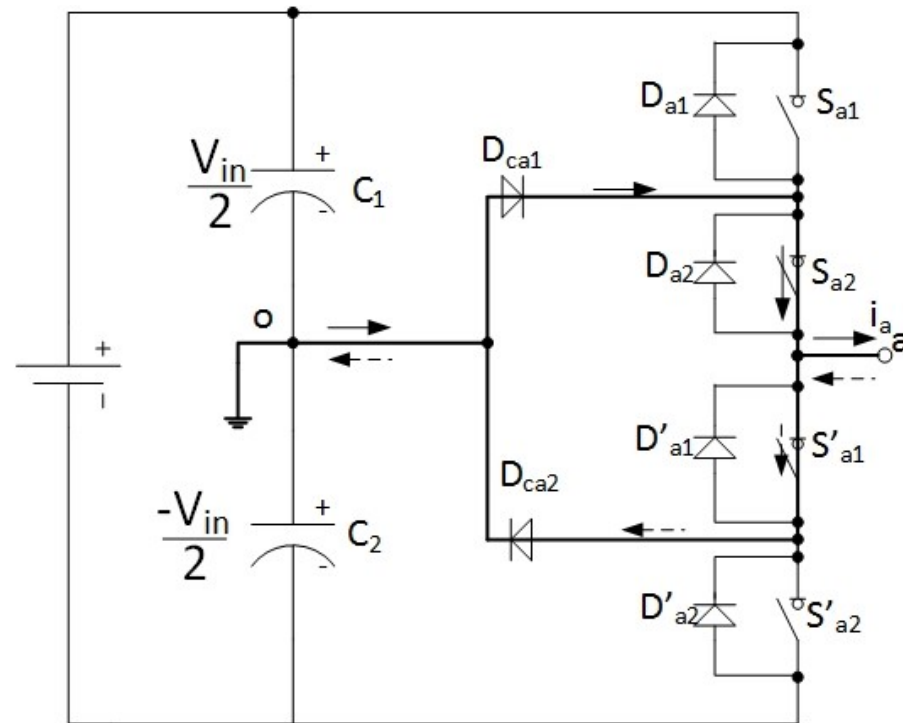 D_a1
S_a1
D_ca1
V_in/2
+
C_1
-
D_a2
S_a2
o
i_a
a
+
-
D'_a1
S'_a1
D_ca2
-V_in/2
+
C_2
-
D'_a2
S'_a2